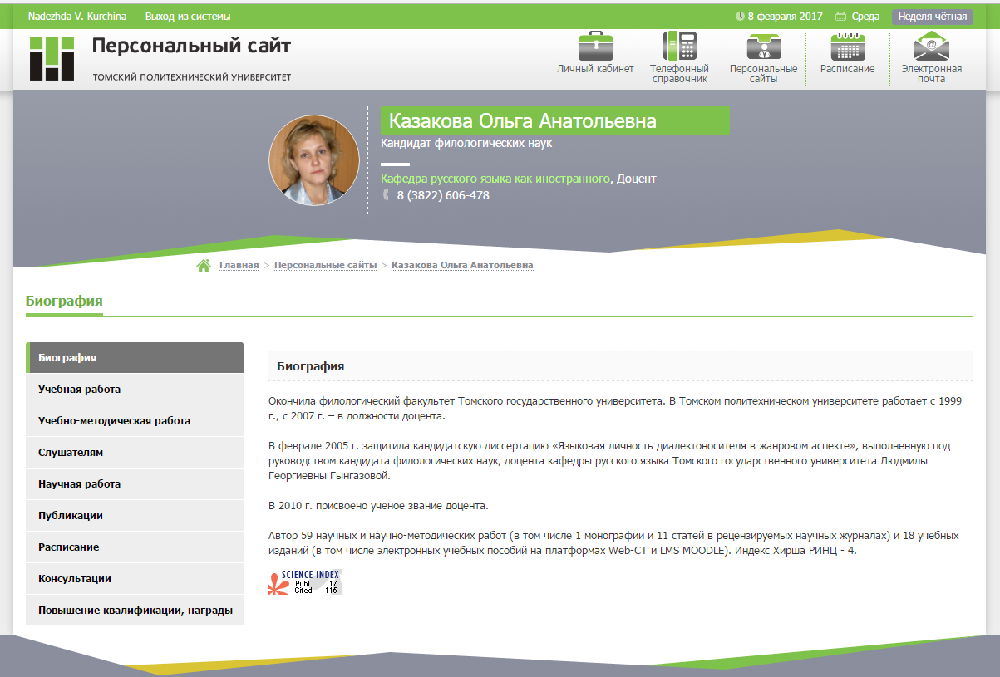 Nadezhda V. Kurchina Выход из системы 8 февраля 2017 Среда Неделя чётная
Персональный сайт
ТОМСКИЙ ПОЛИТЕХНИЧЕСКИЙ УНИВЕРСИТЕТ
Личный кабинет
Телефонный
справочник
Персональные
сайты
Расписание
Электронная
почта
Казакова Ольга Анатольевна
Кандидат филологических наук
Кафедра русского языка как иностранного, Доцент
8 (3822) 606-478
Главная > Персональные сайты > Казакова Ольга Анатольевна
Биография
Биография
Учебная работа
Учебно-методическая работа
Слушателям
Научная работа
Публикации
Расписание
Консультации
Повышение квалификации, награды
Биография
Окончила филологический факультет Томского государственного университета. В Томском политехническом университете работает с 1999
г., с 2007 г. – в должности доцента.
В феврале 2005 г. защитила кандидатскую диссертацию «Языковая личность диалектоносителя в жанровом аспекте», выполненную под
руководством кандидата филологических наук, доцента кафедры русского языка Томского государственного университета Людмилы
Георгиевны Гынгазовой.
В 2010 г. присвоено ученое звание доцента.
Автор 59 научных и научно-методических работ (в том числе 1 монографии и 11 статей в рецензируемых научных журналах) и 18 учебных
изданий (в том числе электронных учебных пособий на платформах Web-CT и LMS MOODLE). Индекс Хирша РИНЦ - 4.
SCIENCE INDEX
Publ 17
Cited 115